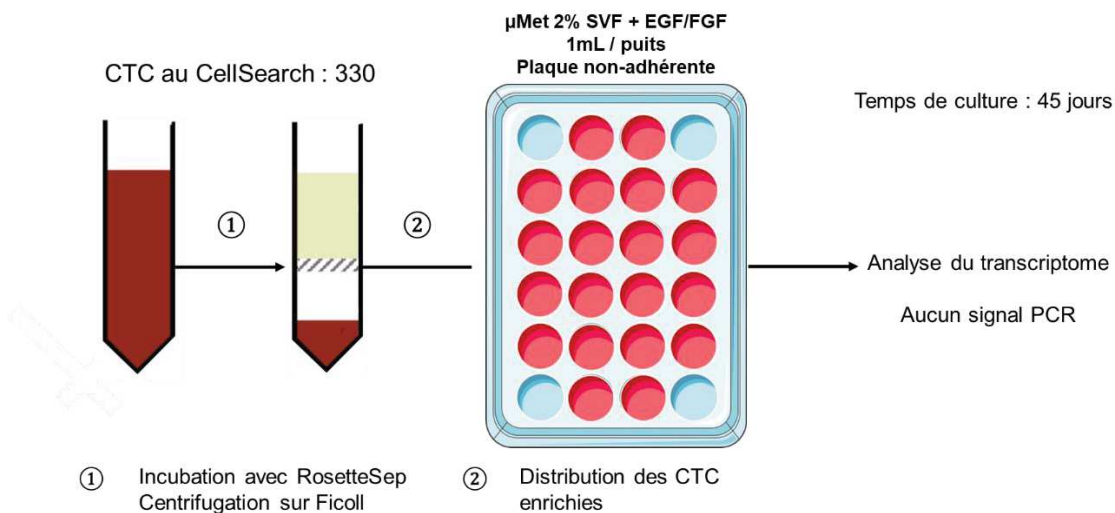 µMet 2% SVF + EGF/FGF
1mL / puits
Plaque non-adhérente
CTC au CellSearch : 330
Temps de culture : 45 jours
①
②
Analyse du transcriptome
Aucun signal PCR
① Incubation avec RosetteSep
Centrifugation sur Ficoll
② Distribution des CTC
enrichies